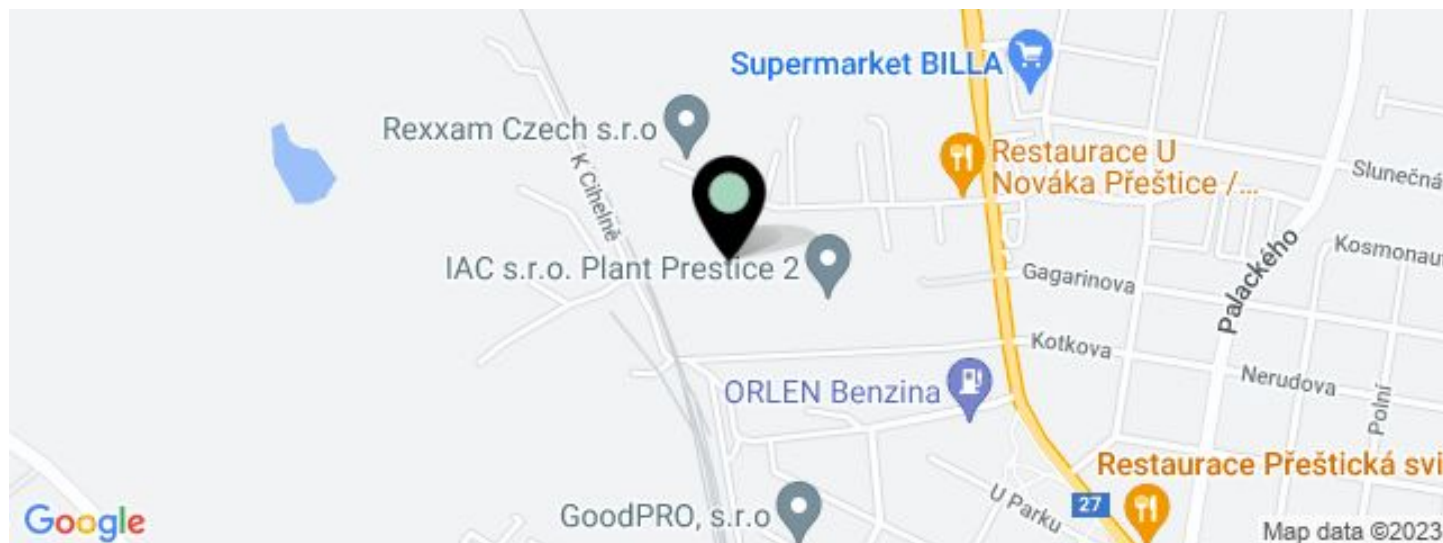 Supermarket BILLA
Rexxam Czech s.r.o
K Cihelně
Restaurace U
Nováka Přeštice /...
Slunečná
Palackého
Kosmonau
IAC s.r.o. Plant Prestice 2
Gagarinova
Kotkova
Nerudova
ORLEN Benzina
Polní
Restaurace Přeštická svi
U Parku
27
GoodPRO, s.r.o
Google
Map data ©2023